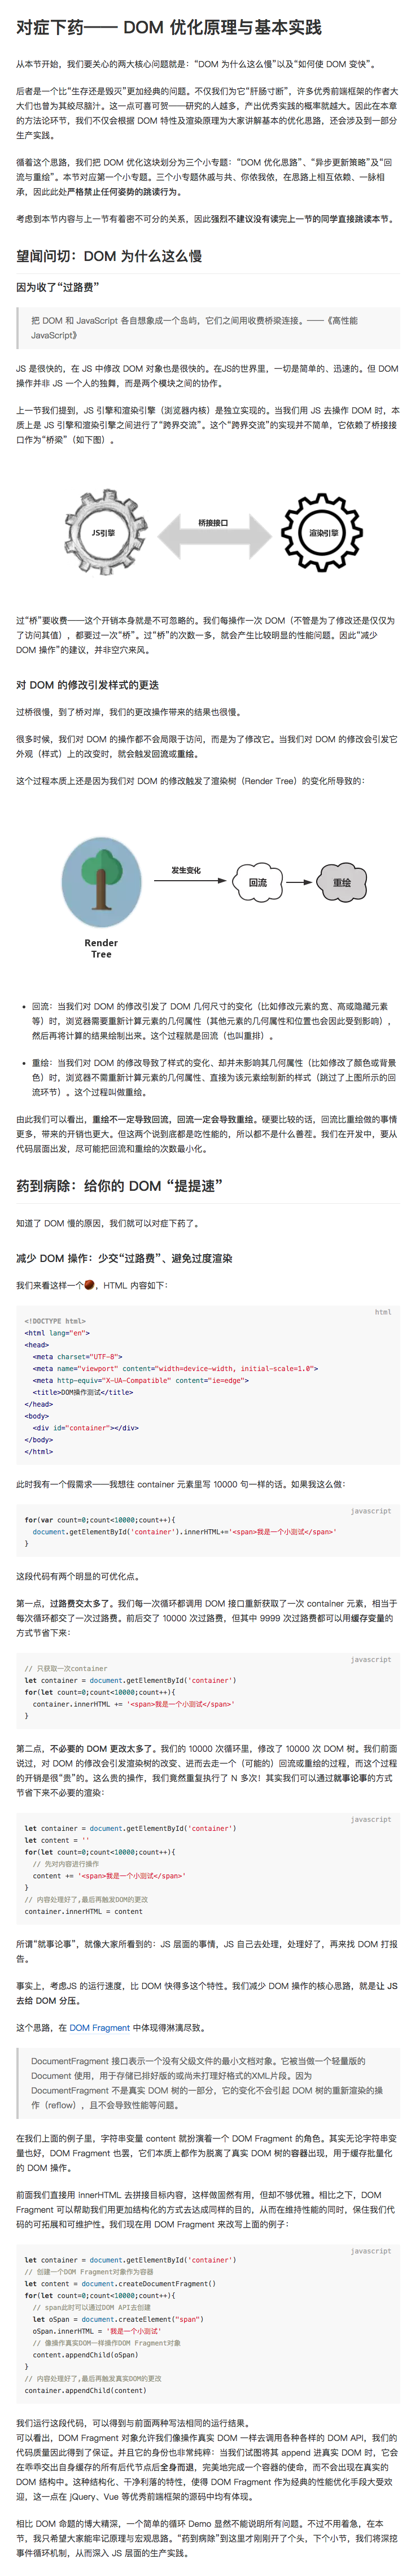 对症下药—— DOM 优化原理与基本实践
从本节开始，我们要关心的两大核心问题就是：“DOM 为什么这么慢”以及“如何使 DOM 变快”。
后者是一个比“生存还是毁灭”更加经典的问题。不仅我们为它“肝肠寸断”，许多优秀前端框架的作者大
大们也曾为其绞尽脑汁。这一点可喜可贺——研究的人越多，产出优秀实践的概率就越大。因此在本章
的方法论环节，我们不仅会根据 DOM 特性及渲染原理为大家讲解基本的优化思路，还会涉及到一部分
生产实践。
循着这个思路，我们把 DOM 优化这块划分为三个小专题：“DOM 优化思路”、“异步更新策略”及“回
流与重绘”。本节对应第一个小专题。三个小专题休戚与共、你侬我侬，在思路上相互依赖、一脉相
承，因此此处严格禁止任何姿势的跳读行为。
考虑到本节内容与上一节有着密不可分的关系，因此强烈不建议没有读完上一节的同学直接跳读本节。
望闻问切：DOM 为什么这么慢
因为收了“过路费”
把 DOM 和 JavaScript 各自想象成一个岛屿，它们之间用收费桥梁连接。——《高性能
JavaScript》
JS 是很快的，在 JS 中修改 DOM 对象也是很快的。在JS的世界里，一切是简单的、迅速的。但 DOM
操作并非 JS 一个人的独舞，而是两个模块之间的协作。
上一节我们提到，JS 引擎和渲染引擎（浏览器内核）是独立实现的。当我们用 JS 去操作 DOM 时，本
质上是 JS 引擎和渲染引擎之间进行了“跨界交流”。这个“跨界交流”的实现并不简单，它依赖了桥接接
口作为“桥梁”（如下图）。
JS引擎
桥接接口
渲染引擎
过“桥”要收费——这个开销本身就是不可忽略的。我们每操作一次 DOM（不管是为了修改还是仅仅为
了访问其值），都要过一次“桥”。过“桥”的次数一多，就会产生比较明显的性能问题。因此“减少
DOM 操作”的建议，并非空穴来风。
对 DOM 的修改引发样式的更迭
过桥很慢，到了桥对岸，我们的更改操作带来的结果也很慢。
很多时候，我们对 DOM 的操作都不会局限于访问，而是为了修改它。当我们对 DOM 的修改会引发它
外观（样式）上的改变时，就会触发回流或重绘。
这个过程本质上还是因为我们对 DOM 的修改触发了渲染树（Render Tree）的变化所导致的：
发生变化
回流
重绘
Render
Tree
• 回流：当我们对 DOM 的修改引发了 DOM 几何尺寸的变化（比如修改元素的宽、高或隐藏元素
等）时，浏览器需要重新计算元素的几何属性（其他元素的几何属性和位置也会因此受到影响），
然后再将计算的结果绘制出来。这个过程就是回流（也叫重排）。
• 重绘：当我们对 DOM 的修改导致了样式的变化、却并未影响其几何属性（比如修改了颜色或背景
色）时，浏览器不需重新计算元素的几何属性、直接为该元素绘制新的样式（跳过了上图所示的回
流环节）。这个过程叫做重绘。
由此我们可以看出，重绘不一定导致回流，回流一定会导致重绘。硬要比较的话，回流比重绘做的事情
更多，带来的开销也更大。但这两个说到底都是吃性能的，所以都不是什么善茬。我们在开发中，要从
代码层面出发，尽可能把回流和重绘的次数最小化。
药到病除：给你的 DOM “提提速”
知道了 DOM 慢的原因，我们就可以对症下药了。
减少 DOM 操作：少交“过路费”、避免过度渲染
我们来看这样一个🌰，HTML 内容如下：
html
<!DOCTYPE html>
<html lang="en">
<head>
  <meta charset="UTF-8">
  <meta name="viewport" content="width=device-width, initial-scale=1.0">
  <meta http-equiv="X-UA-Compatible" content="ie=edge">
  <title>DOM操作测试</title>
</head>
<body>
  <div id="container"></div>
</body>
</html>
此时我有一个假需求——我想往 container 元素里写 10000 句一样的话。如果我这么做：
javascript
for(var count=0;count<10000;count++){
  document.getElementById('container').innerHTML+='<span>我是一个小测试</span>'
}
这段代码有两个明显的可优化点。
第一点，过路费交太多了。我们每一次循环都调用 DOM 接口重新获取了一次 container 元素，相当于
每次循环都交了一次过路费。前后交了 10000 次过路费，但其中 9999 次过路费都可以用缓存变量的
方式节省下来：
javascript
// 只获取一次container
let container = document.getElementById('container')
for(let count=0;count<10000;count++){
  container.innerHTML += '<span>我是一个小测试</span>'
}
第二点，不必要的 DOM 更改太多了。我们的 10000 次循环里，修改了 10000 次 DOM 树。我们前面
说过，对 DOM 的修改会引发渲染树的改变、进而去走一个（可能的）回流或重绘的过程，而这个过程
的开销是很“贵”的。这么贵的操作，我们竟然重复执行了 N 多次！其实我们可以通过就事论事的方式
节省下来不必要的渲染：
javascript
let container = document.getElementById('container')
let content = ''
for(let count=0;count<10000;count++){
  // 先对内容进行操作
  content += '<span>我是一个小测试</span>'
}
// 内容处理好了,最后再触发DOM的更改
container.innerHTML = content
所谓“就事论事”，就像大家所看到的：JS 层面的事情，JS 自己去处理，处理好了，再来找 DOM 打报
告。
事实上，考虑JS 的运行速度，比 DOM 快得多这个特性。我们减少 DOM 操作的核心思路，就是让 JS
去给 DOM 分压。
这个思路，在 DOM Fragment 中体现得淋漓尽致。
DocumentFragment 接口表示一个没有父级文件的最小文档对象。它被当做一个轻量版的
Document 使用，用于存储已排好版的或尚未打理好格式的XML片段。因为
DocumentFragment 不是真实 DOM 树的一部分，它的变化不会引起 DOM 树的重新渲染的操
作（reflow），且不会导致性能等问题。
在我们上面的例子里，字符串变量 content 就扮演着一个 DOM Fragment 的角色。其实无论字符串变
量也好，DOM Fragment 也罢，它们本质上都作为脱离了真实 DOM 树的容器出现，用于缓存批量化
的 DOM 操作。
前面我们直接用 innerHTML 去拼接目标内容，这样做固然有用，但却不够优雅。相比之下，DOM
Fragment 可以帮助我们用更加结构化的方式去达成同样的目的，从而在维持性能的同时，保住我们代
码的可拓展和可维护性。我们现在用 DOM Fragment 来改写上面的例子：
javascript
let container = document.getElementById('container')
// 创建一个DOM Fragment对象作为容器
let content = document.createDocumentFragment()
for(let count=0;count<10000;count++){
  // span此时可以通过DOM API去创建
  let oSpan = document.createElement("span")
  oSpan.innerHTML = '我是一个小测试'
  // 像操作真实DOM一样操作DOM Fragment对象
  content.appendChild(oSpan)
}
// 内容处理好了,最后再触发真实DOM的更改
container.appendChild(content)
我们运行这段代码，可以得到与前面两种写法相同的运行结果。
可以看出，DOM Fragment 对象允许我们像操作真实 DOM 一样去调用各种各样的 DOM API，我们的
代码质量因此得到了保证。并且它的身份也非常纯粹：当我们试图将其 append 进真实 DOM 时，它会
在乖乖交出自身缓存的所有后代节点后全身而退，完美地完成一个容器的使命，而不会出现在真实的
DOM 结构中。这种结构化、干净利落的特性，使得 DOM Fragment 作为经典的性能优化手段大受欢
迎，这一点在 jQuery、Vue 等优秀前端框架的源码中均有体现。
相比 DOM 命题的博大精深，一个简单的循环 Demo 显然不能说明所有问题。不过不用着急，在本
节，我只希望大家能牢记原理与宏观思路。“药到病除”到这里才刚刚开了个头，下个小节，我们将深挖
事件循环机制，从而深入 JS 层面的生产实践。